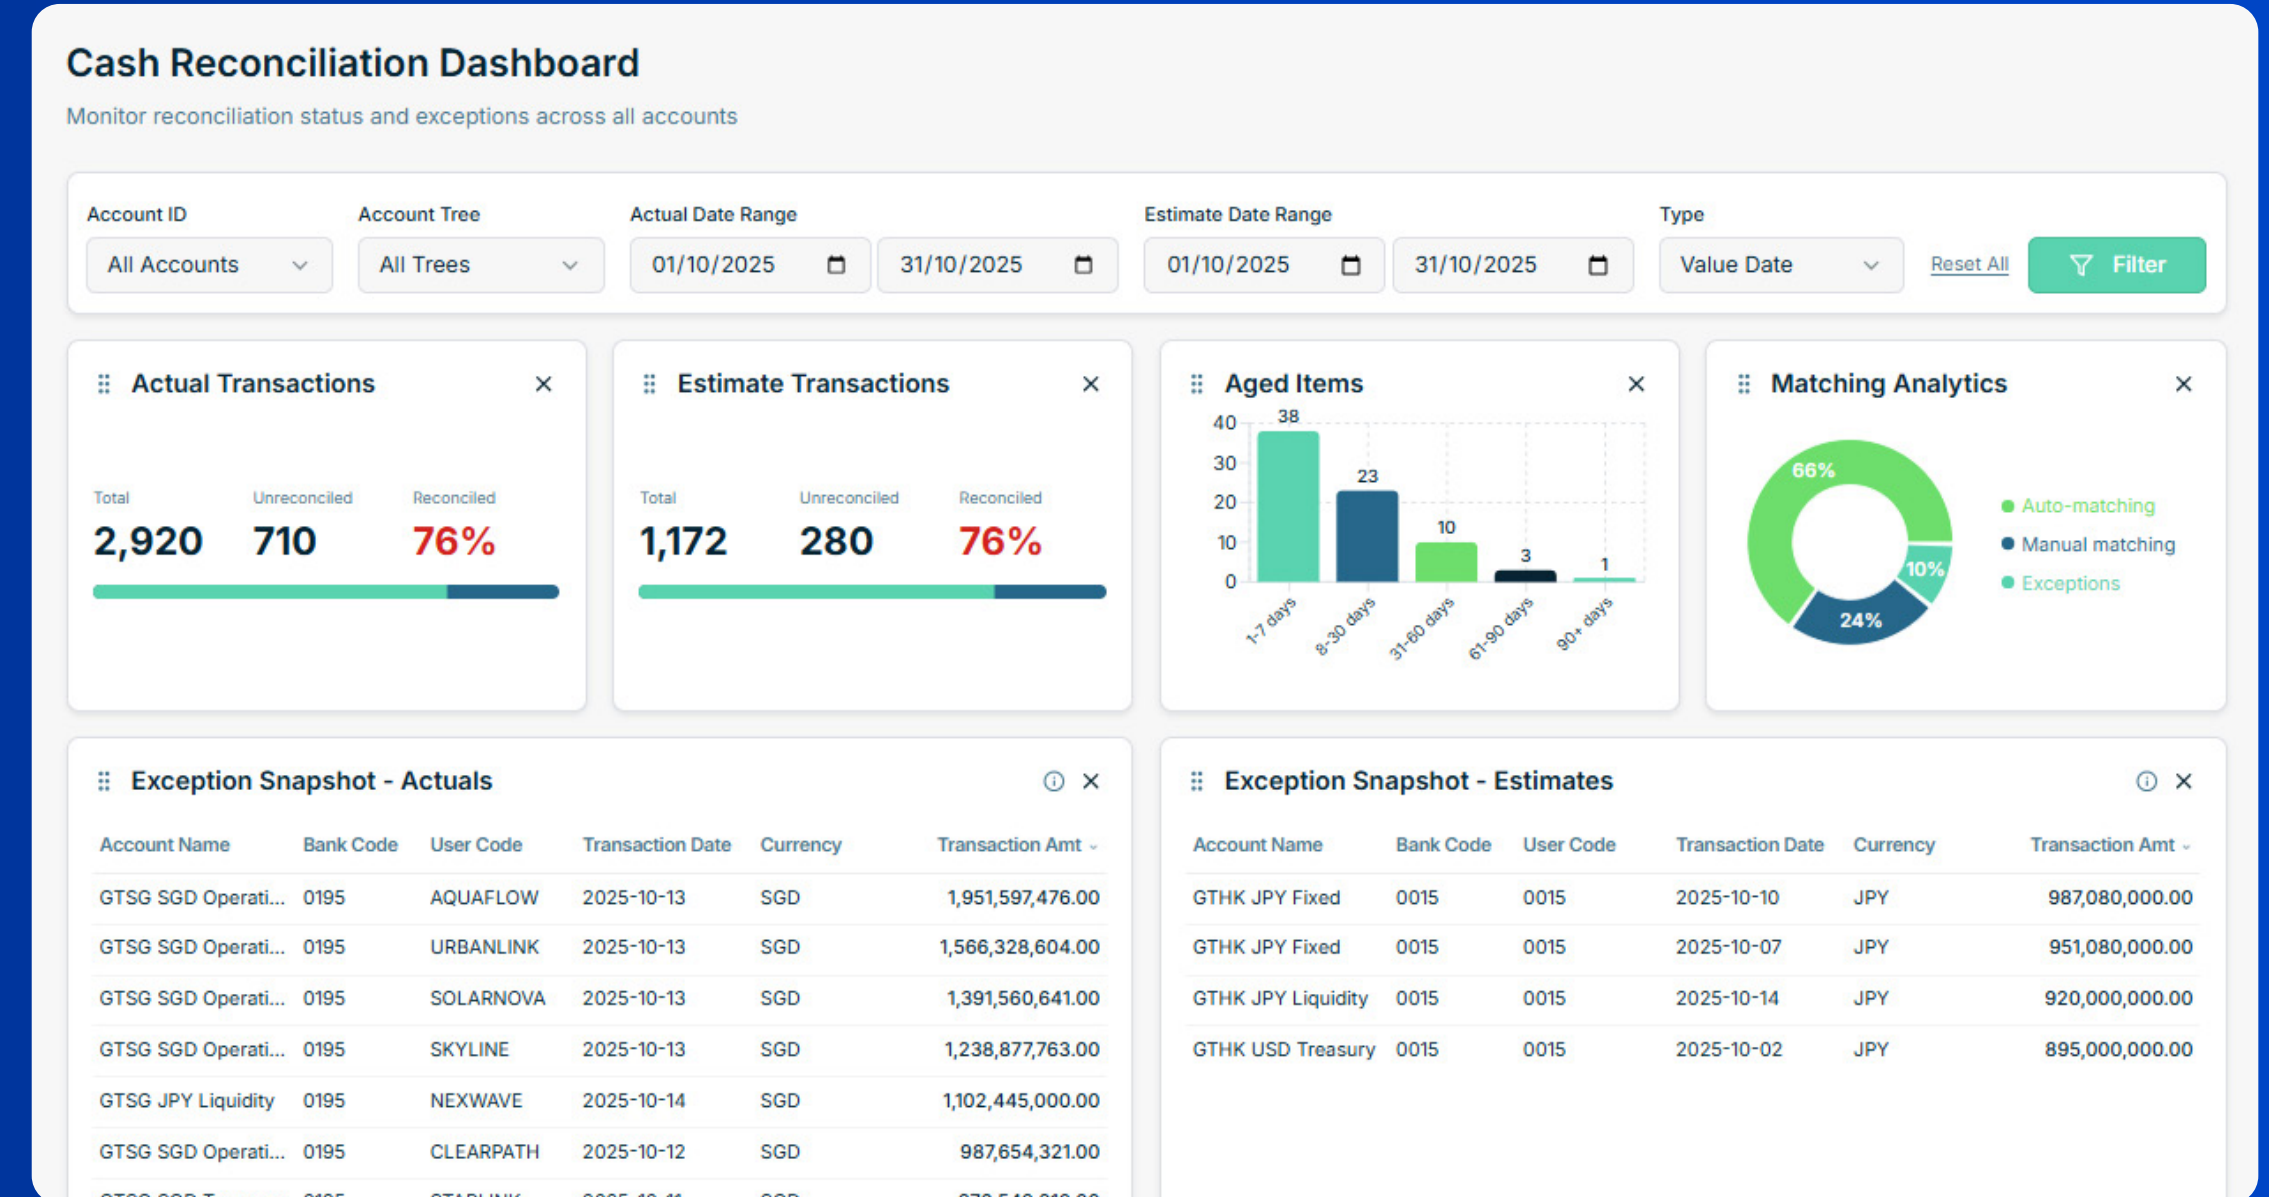 Cash Reconciliation Dashboard
Monitor reconciliation status and exceptions across all accounts
Account ID
Account Tree
Actual Date Range
Estimate Date Range
Type
All Accounts
All Trees
01/10/2025
31/10/2025
01/10/2025
31/10/2025
Value Date
Reset All
Filter
Actual Transactions
Total Unreconciled Reconciled
2,920 710 76%
Estimate Transactions
Total Unreconciled Reconciled
1,172 280 76%
Aged Items
40
30
20
10
0
38
23
10
3
1
1-7 days
8-30 days
31-60 days
61-90 days
90+ days
Matching Analytics
66%
10%
24%
Auto-matching
Manual matching
Exceptions
Exception Snapshot - Actuals
Account Name Bank Code User Code Transaction Date Currency Transaction Amt
GTSG SGD Operati... 0195 AQUAFLOW 2025-10-13 SGD 1,951,597,476.00
GTSG SGD Operati... 0195 URBANLINK 2025-10-13 SGD 1,566,328,604.00
GTSG SGD Operati... 0195 SOLARNOVA 2025-10-13 SGD 1,391,560,641.00
GTSG SGD Operati... 0195 SKYLINE 2025-10-13 SGD 1,238,877,763.00
GTSG JPY Liquidity 0195 NEXWAVE 2025-10-14 SGD 1,102,445,000.00
GTSG SGD Operati... 0195 CLEARPATH 2025-10-12 SGD 987,654,321.00
Exception Snapshot - Estimates
Account Name Bank Code User Code Transaction Date Currency Transaction Amt
GTHK JPY Fixed 0015 0015 2025-10-10 JPY 987,080,000.00
GTHK JPY Fixed 0015 0015 2025-10-07 JPY 951,080,000.00
GTHK JPY Liquidity 0015 0015 2025-10-14 JPY 920,000,000.00
GTHK USD Treasury 0015 0015 2025-10-02 JPY 895,000,000.00